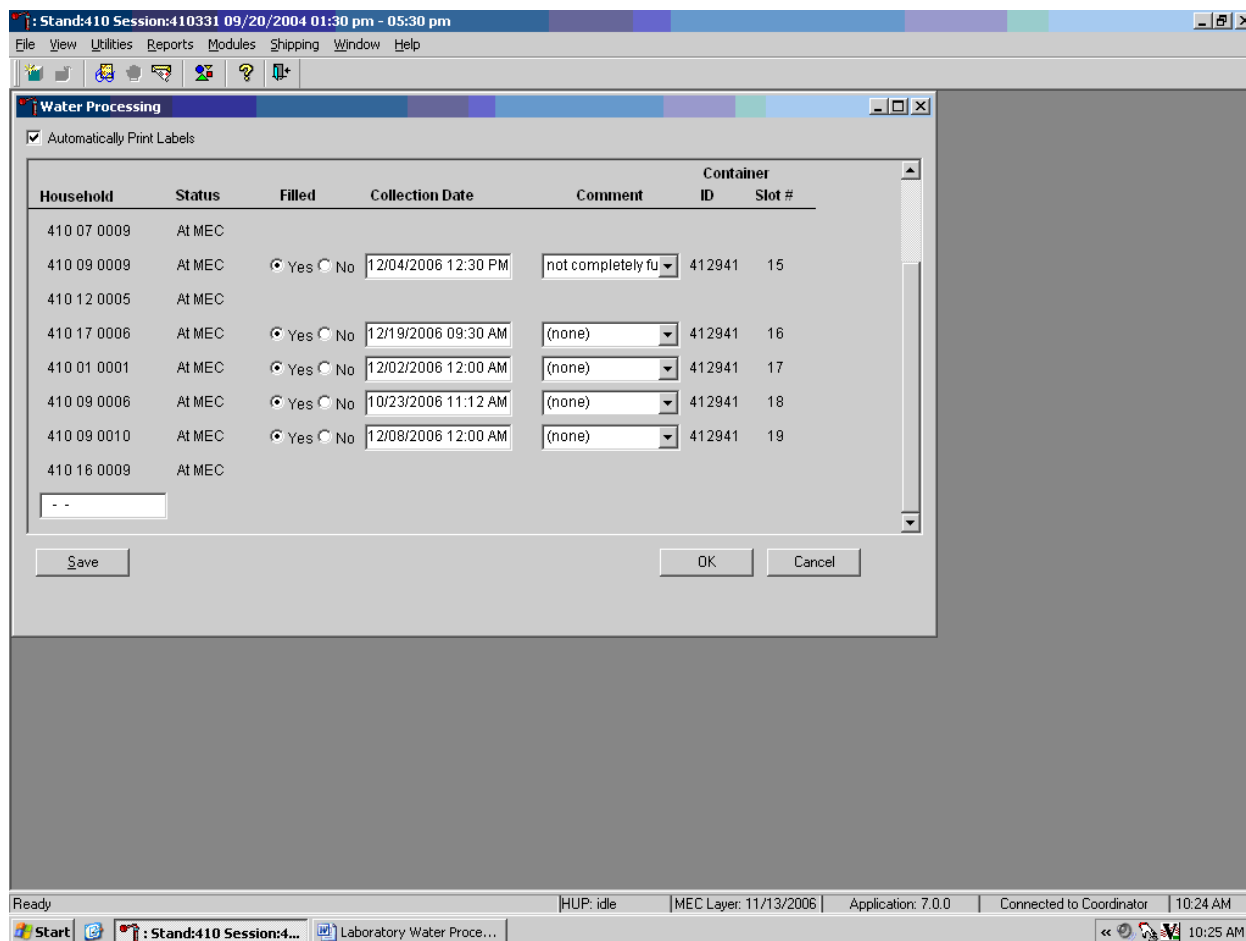 : Stand:410 Session:410331 09/20/2004 01:30 pm - 05:30 pm
File View Utilities Reports Modules Shipping Window Help
Water Processing
Automatically Print Labels
Container
Household Status Filled Collection Date Comment ID Slot #
410 07 0009 At MEC
410 09 0009 At MEC Yes No 12/04/2006 12:30 PM not completely fu 412941 15
410 12 0005 At MEC
410 17 0006 At MEC Yes No 12/19/2006 09:30 AM (none) 412941 16
410 01 0001 At MEC Yes No 12/02/2006 12:00 AM (none) 412941 17
410 09 0006 At MEC Yes No 10/23/2006 11:12 AM (none) 412941 18
410 09 0010 At MEC Yes No 12/08/2006 12:00 AM (none) 412941 19
410 16 0009 At MEC
- -
Save OK Cancel
Ready HUP: idle MEC Layer: 11/13/2006 Application: 7.0.0 Connected to Coordinator 10:24 AM
Start : Stand:410 Session:4... Laboratory Water Proce... « 10:25 AM